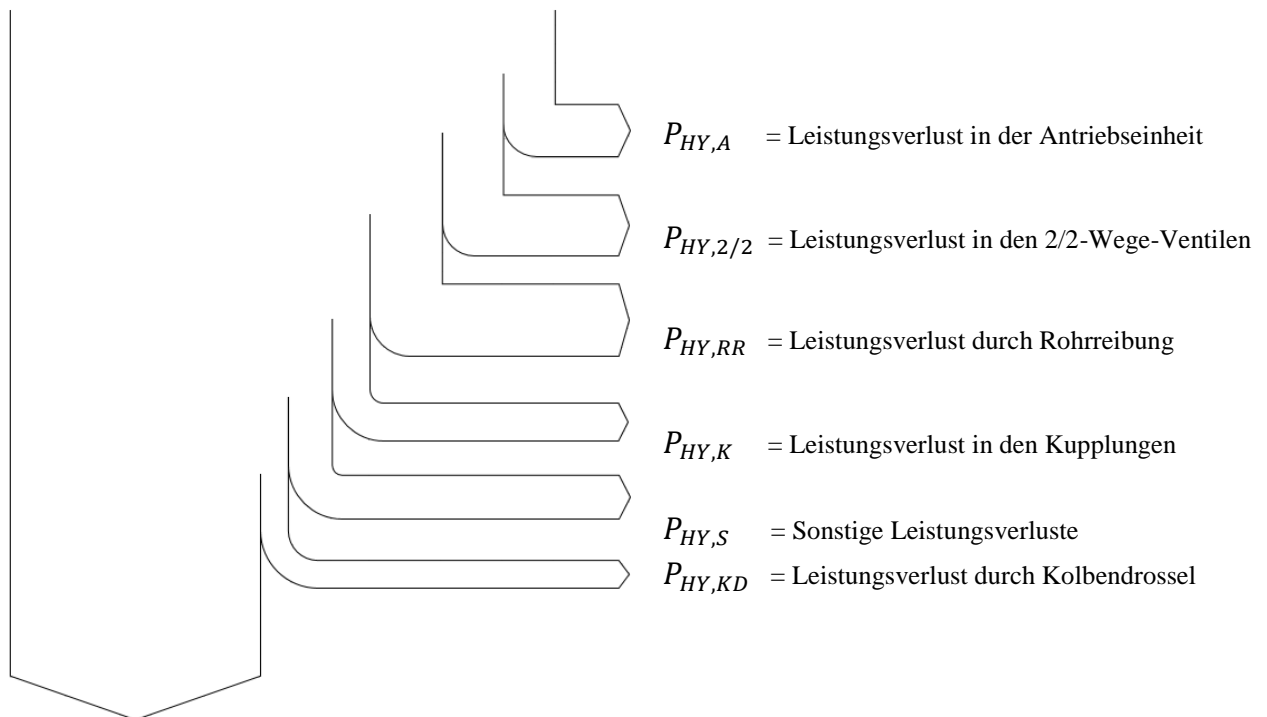 P_{HY,A} = Leistungsverlust in der Antriebseinheit
P_{HY,2/2} = Leistungsverlust in den 2/2-Wege-Ventilen
P_{HY,RR} = Leistungsverlust durch Rohrreibung
P_{HY,K} = Leistungsverlust in den Kupplungen
P_{HY,S} = Sonstige Leistungsverluste
P_{HY,KD} = Leistungsverlust durch Kolbendrossel